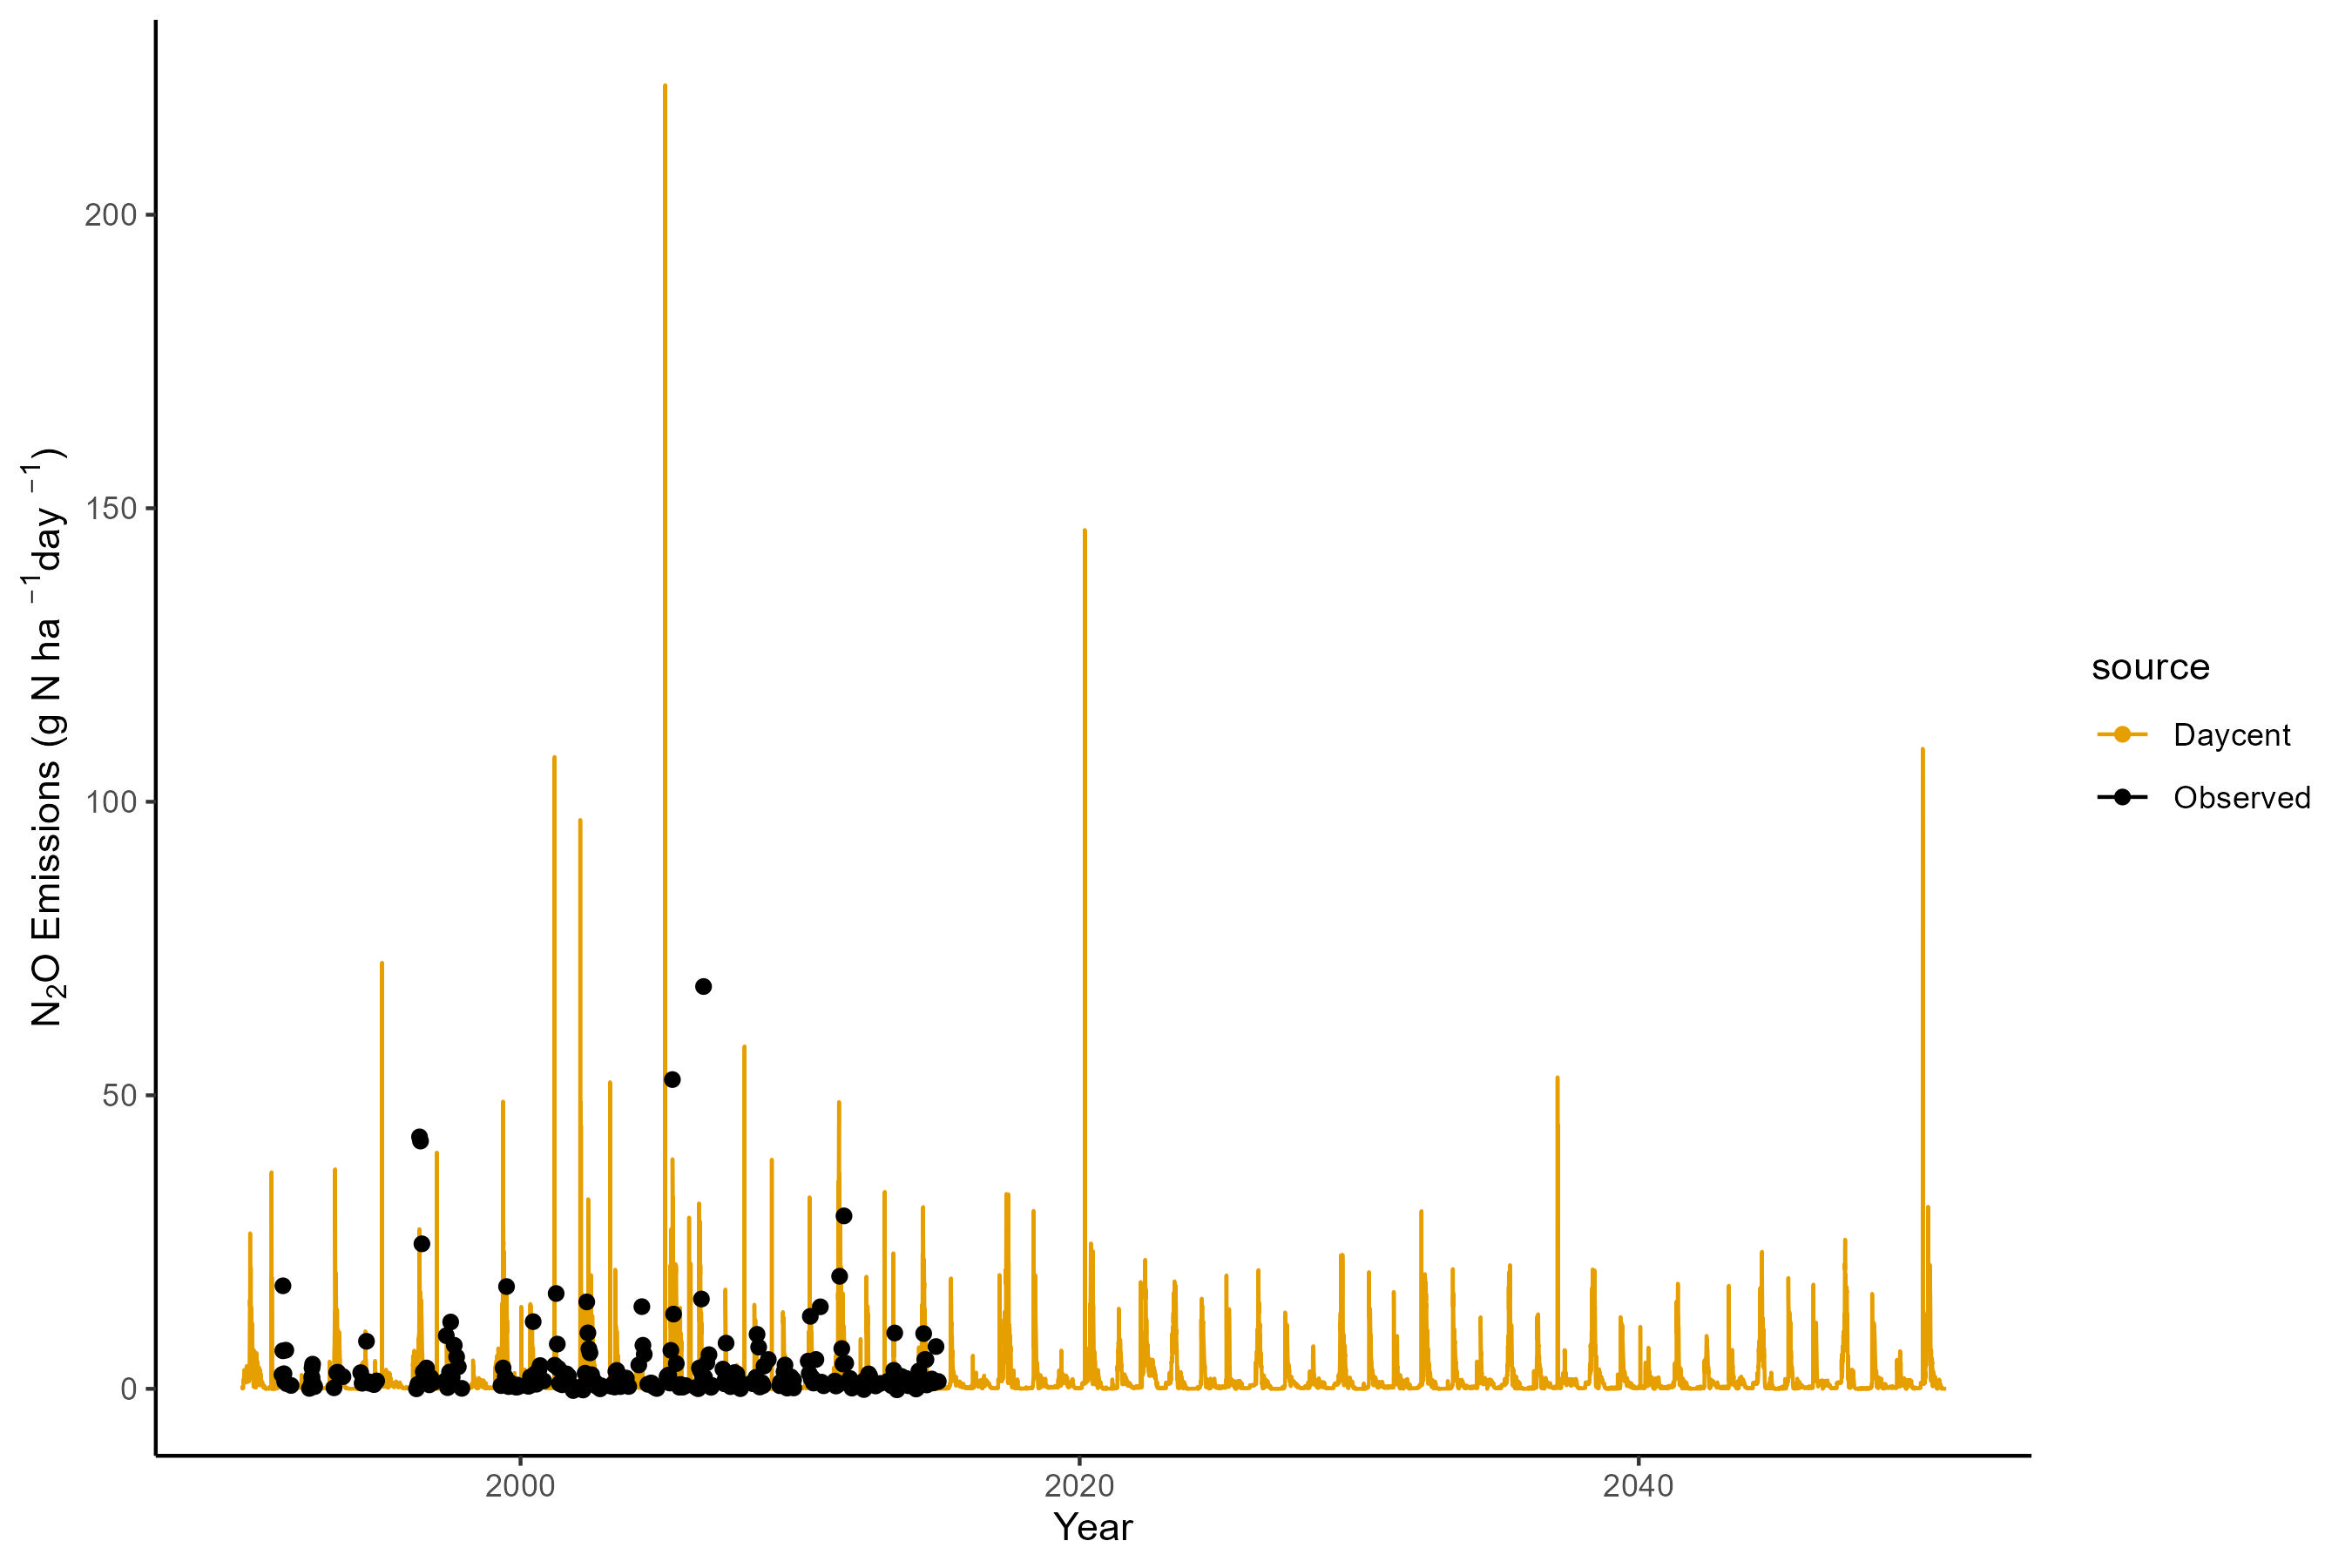 N₂O Emissions (g N ha ⁻¹day ⁻¹)
200
150
100
50
0
2000 2020 2040
Year
source
Daycent
Observed